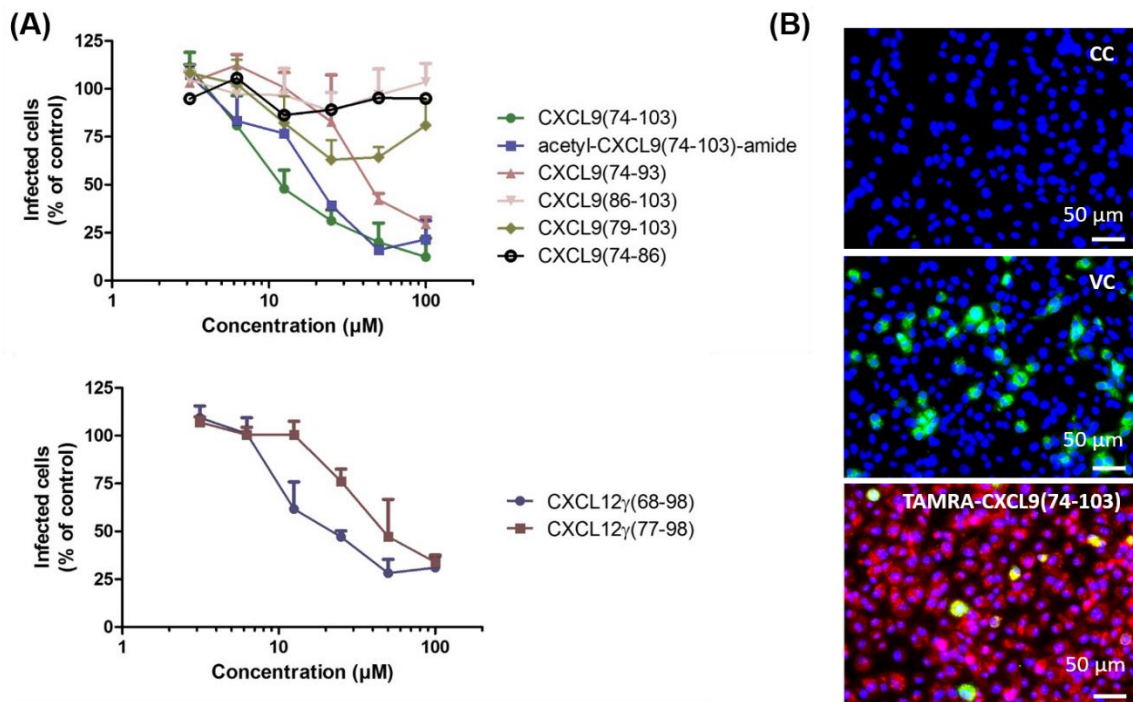 (A)
125
100
75
50
25
0
Infected cells
(% of control)
1
10
100
Concentration (µM)
CXCL9(74-103)
acetyl-CXCL9(74-103)-amide
CXCL9(74-93)
CXCL9(86-103)
CXCL9(79-103)
CXCL9(74-86)
125
100
75
50
25
0
Infected cells
(% of control)
1
10
100
Concentration (µM)
CXCL12γ(68-98)
CXCL12γ(77-98)
(B)
CC
50 µm
VC
50 µm
TAMRA-CXCL9(74-103)
50 µm